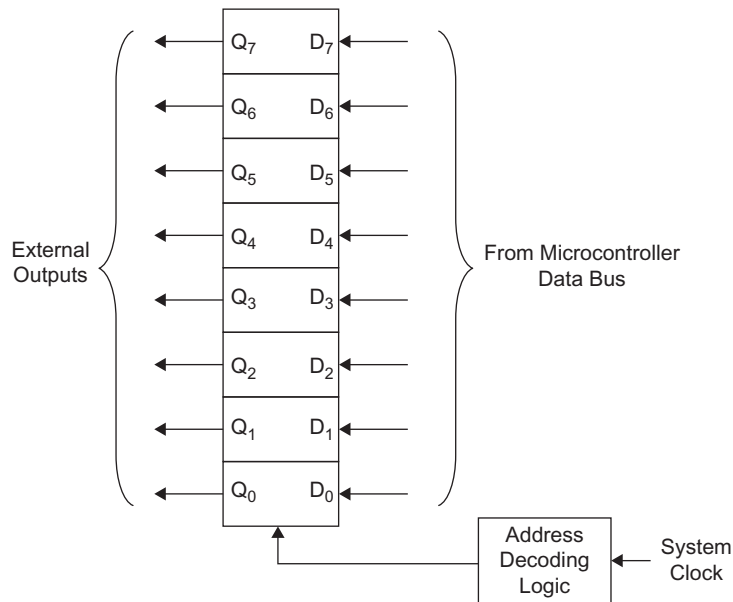 Q7 D7
Q6 D6
Q5 D5
Q4 D4
Q3 D3
Q2 D2
Q1 D1
Q0 D0
External
Outputs
From Microcontroller
Data Bus
Address
Decoding
Logic
System
Clock